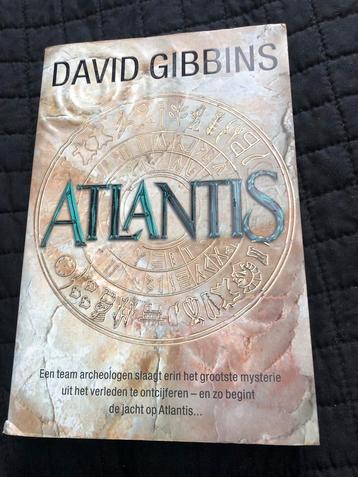 DAVID GIBBINS
ATLANTIS
Een team archeologen slaagt erin het grootste mysterie
uit het verleden te ontcijferen – en zo begint
de jacht op Atlantis...